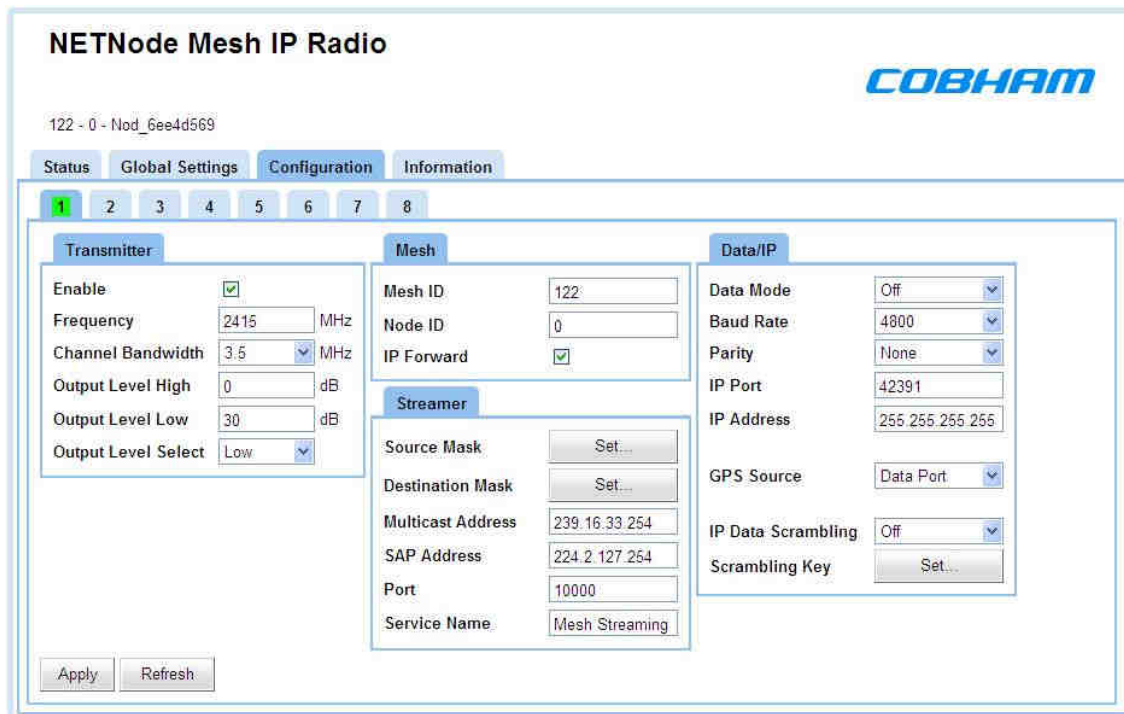 NETNode Mesh IP Radio
COBHAM
122 - 0 - Nod_6ee4d569
Status Global Settings Configuration Information
1 2 3 4 5 6 7 8
Transmitter
Enable
Frequency 2415 MHz
Channel Bandwidth 3.5 MHz
Output Level High 0 dB
Output Level Low 30 dB
Output Level Select Low
Mesh
Mesh ID 122
Node ID 0
IP Forward
Streamer
Source Mask Set...
Destination Mask Set...
Multicast Address 239.16.33.254
SAP Address 224.2.127.254
Port 10000
Service Name Mesh Streaming
Data/IP
Data Mode Off
Baud Rate 4800
Parity None
IP Port 42391
IP Address 255.255.255.255
GPS Source Data Port
IP Data Scrambling Off
Scrambling Key Set...
Apply Refresh